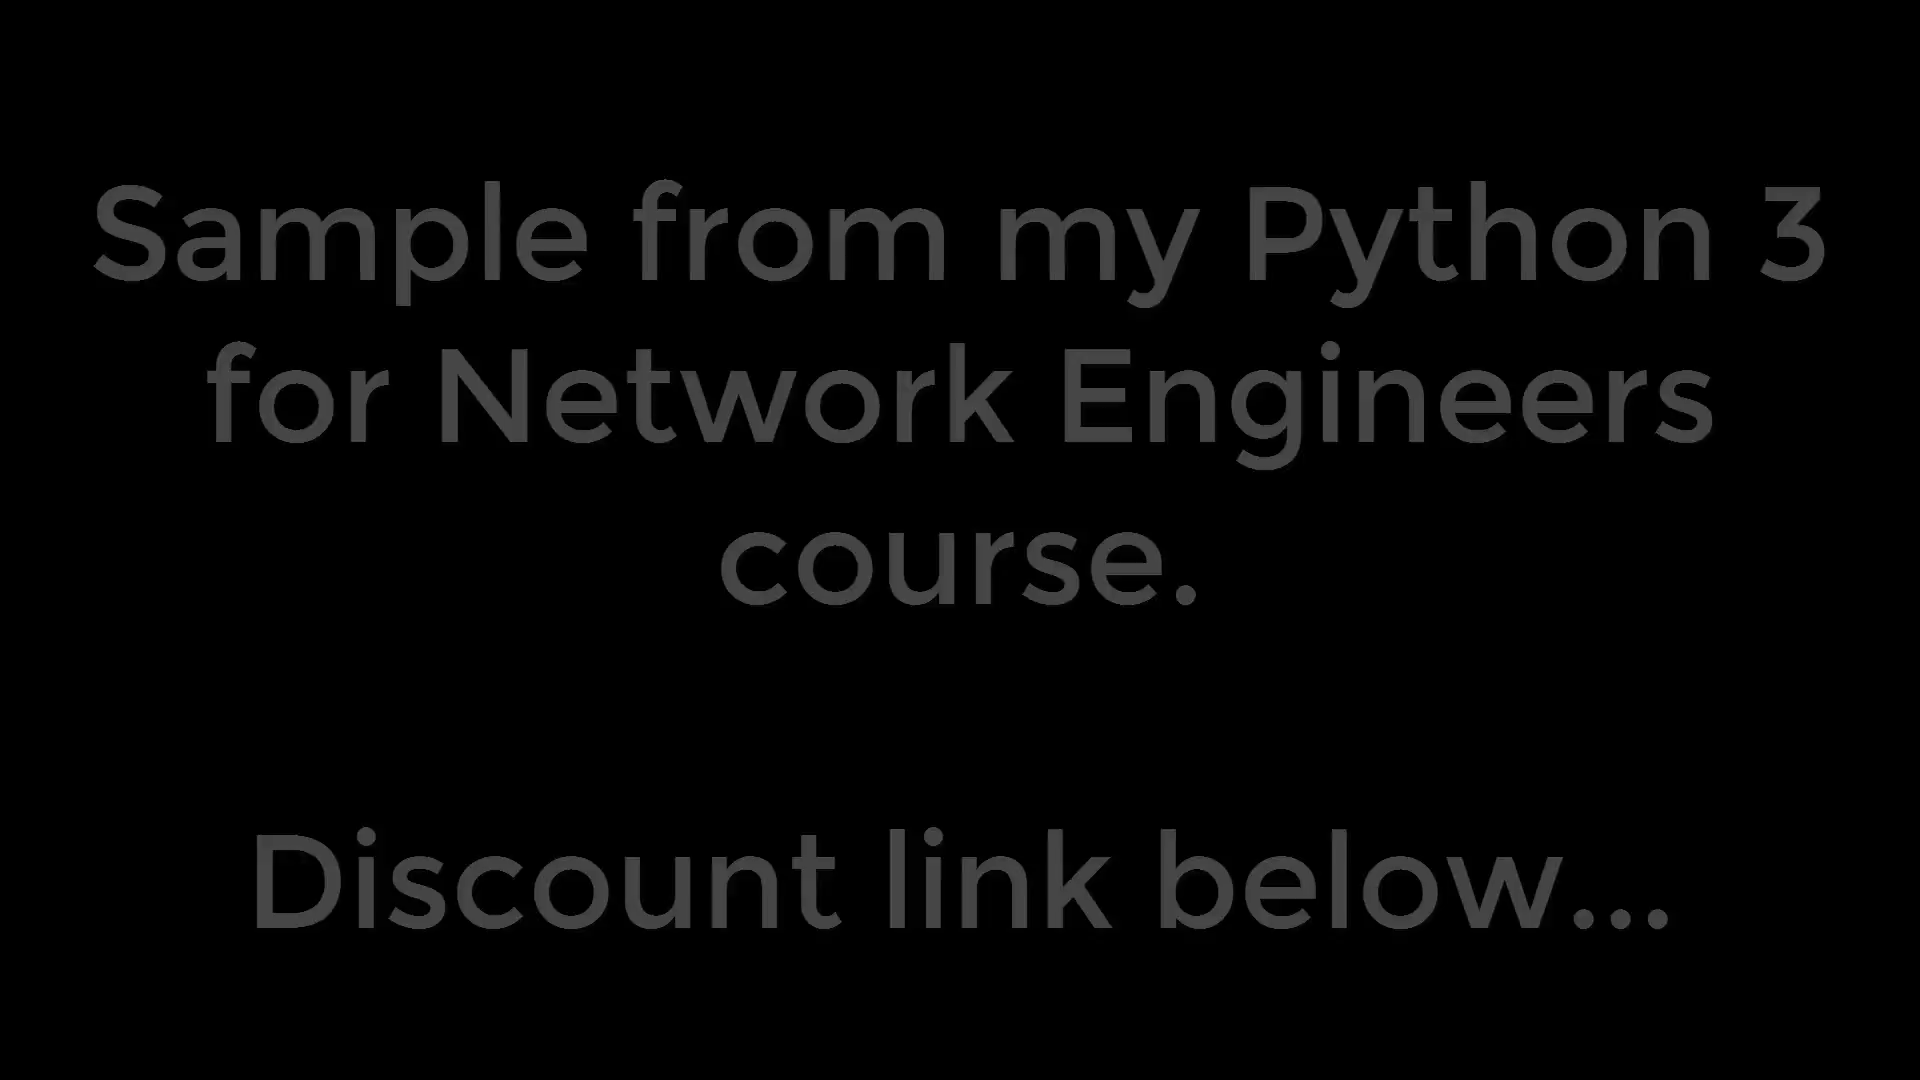 Sample from my Python 3
for Network Engineers
course.
Discount link below...